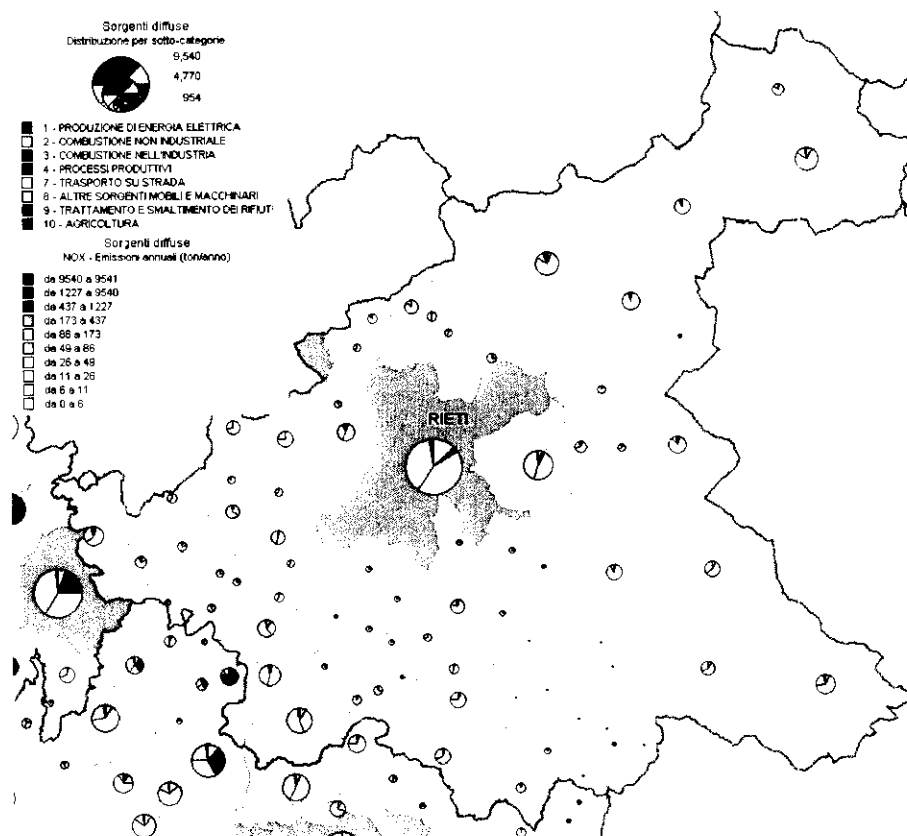 Sorgenti diffuse
Distribuzione per sotto-categorie
9,540
4,770
954
1 - PRODUZIONE DI ENERGIA ELETTRICA
2 - COMBUSTIONE NON INDUSTRIALE
3 - COMBUSTIONE NELL'INDUSTRIA
4 - PROCESSI PRODUTTIVI
7 - TRASPORTO SU STRADA
8 - ALTRE SORGENTI MOBILI E MACCHINARI
9 - TRATTAMENTO E SMALTIMENTO DEI RIFIUTI
10 - AGRICOLTURA
Sorgenti diffuse
NOX - Emissioni annuali (ton/anno)
da 9540 a 9541
da 1227 a 9540
da 437 a 1227
da 173 a 437
da 86 a 173
da 49 a 86
da 26 a 49
da 11 a 26
da 6 a 11
da 0 a 6
RIETI